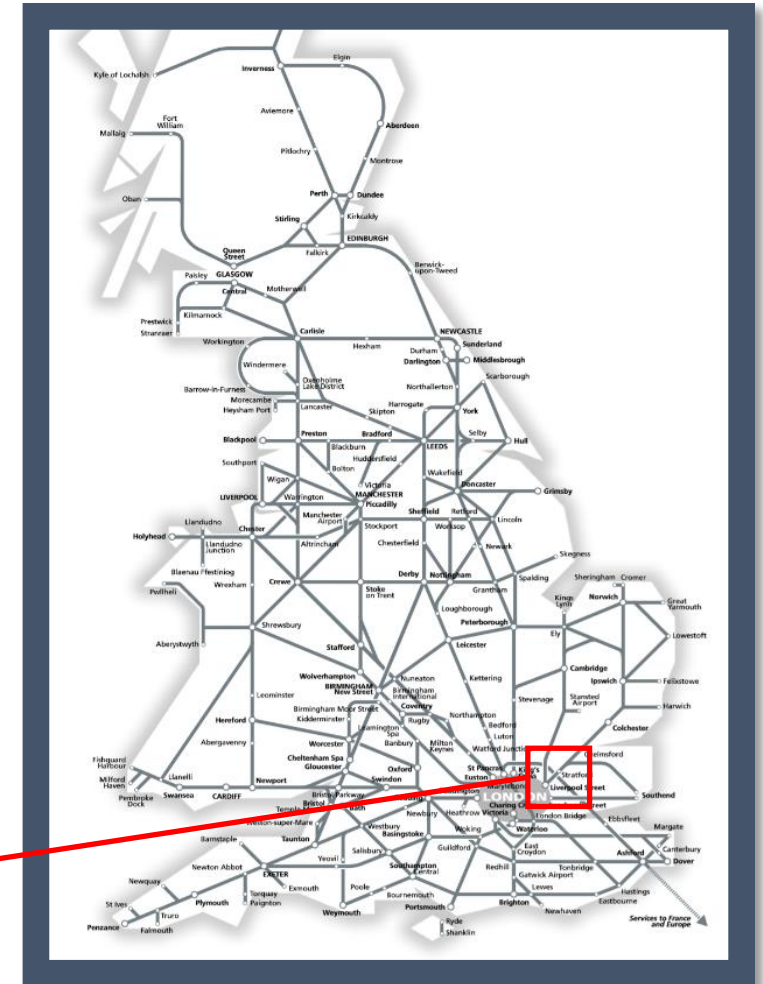 Elgin
Inverness
Kyle of Lochalsh
Aviemore
Fort
William
Mallaig
Aberdeen
Pitlochry
Montrose
Oban
Perth
Dundee
Stirling
Kirkcaldy
Queen
Street
EDINBURGH
Falkirk
Berwick-
upon-Tweed
Paisley
GLASGOW
Central
Motherwell
Prestwick
Kilmarnock
Stranraer
Carlisle
NEWCASTLE
Workington
Hexham
Durham
Sunderland
Darlington
Middlesbrough
Windermere
Scarborough
Oxenholme
Lake District
Northallerton
Barrow-in-Furness
Morecambe
Heysham Port
Lancaster
Harrogate
York
Skipton
Blackpool
Preston
Bradford
Selby
Hull
Blackburn
LEEDS
Huddersfield
Southport
Bolton
Wakefield
Wigan
Victoria
MANCHESTER
Piccadilly
Doncaster
Grimsby
LIVERPOOL
Warrington
Manchester
Airport
Sheffield
Retford
Llandudno
Chester
Stockport
Worksop
Lincoln
Holyhead
Llandudno
Junction
Altrincham
Chesterfield
Newark
Skegness
Blaenau Ffestiniog
Pwllheli
Wrexham
Crewe
Stoke
on Trent
Derby
Nottingham
Grantham
Spalding
Sheringham
Cromer
Kings
Lynn
Norwich
Great
Yarmouth
Loughborough
Aberystwyth
Shrewsbury
Peterborough
Ely
Lowestoft
Stafford
Leicester
Wolverhampton
BIRMINGHAM
New Street
Nuneaton
Kettering
Cambridge
Birmingham
International
Ipswich
Felixstowe
Leominster
Birmingham Moor Street
Coventry
Stevenage
Stansted
Airport
Harwich
Kidderminster
Rugby
Northampton
Hereford
Leamington
Spa
Bedford
Colchester
Abergavenny
Worcester
Banbury
Milton
Keynes
Luton
Cheltenham Spa
Watford Junction
Chelmsford
Fishguard
Harbour
Gloucester
Oxford
St Pancras
King's
Milford
Haven
Llanelli
Newport
Swindon
Euston
Stratford
Pembroke
Dock
Swansea
CARDIFF
Liverpool Street
Southend
Bristol
Bath
LONDON
Weston-super-Mare
Newbury
Heathrow
Victoria
London Bridge
Ebbsfleet
Westbury
Waterloo
Margate
Barnstaple
Taunton
Basingstoke
Woking
East
Croydon
Canterbury
Yeovil
Salisbury
Guildford
Ashford
Dover
Newton Abbot
EXETER
Southampton
Central
Redhill
Gatwick Airport
Tonbridge
Newquay
Exmouth
Poole
Lewes
Hastings
St Ives
Plymouth
Torquay
Paignton
Bournemouth
Eastbourne
Truro
Weymouth
Portsmouth
Brighton
Newhaven
Penzance
Falmouth
Ryde
Shanklin
Services to France
and Europe